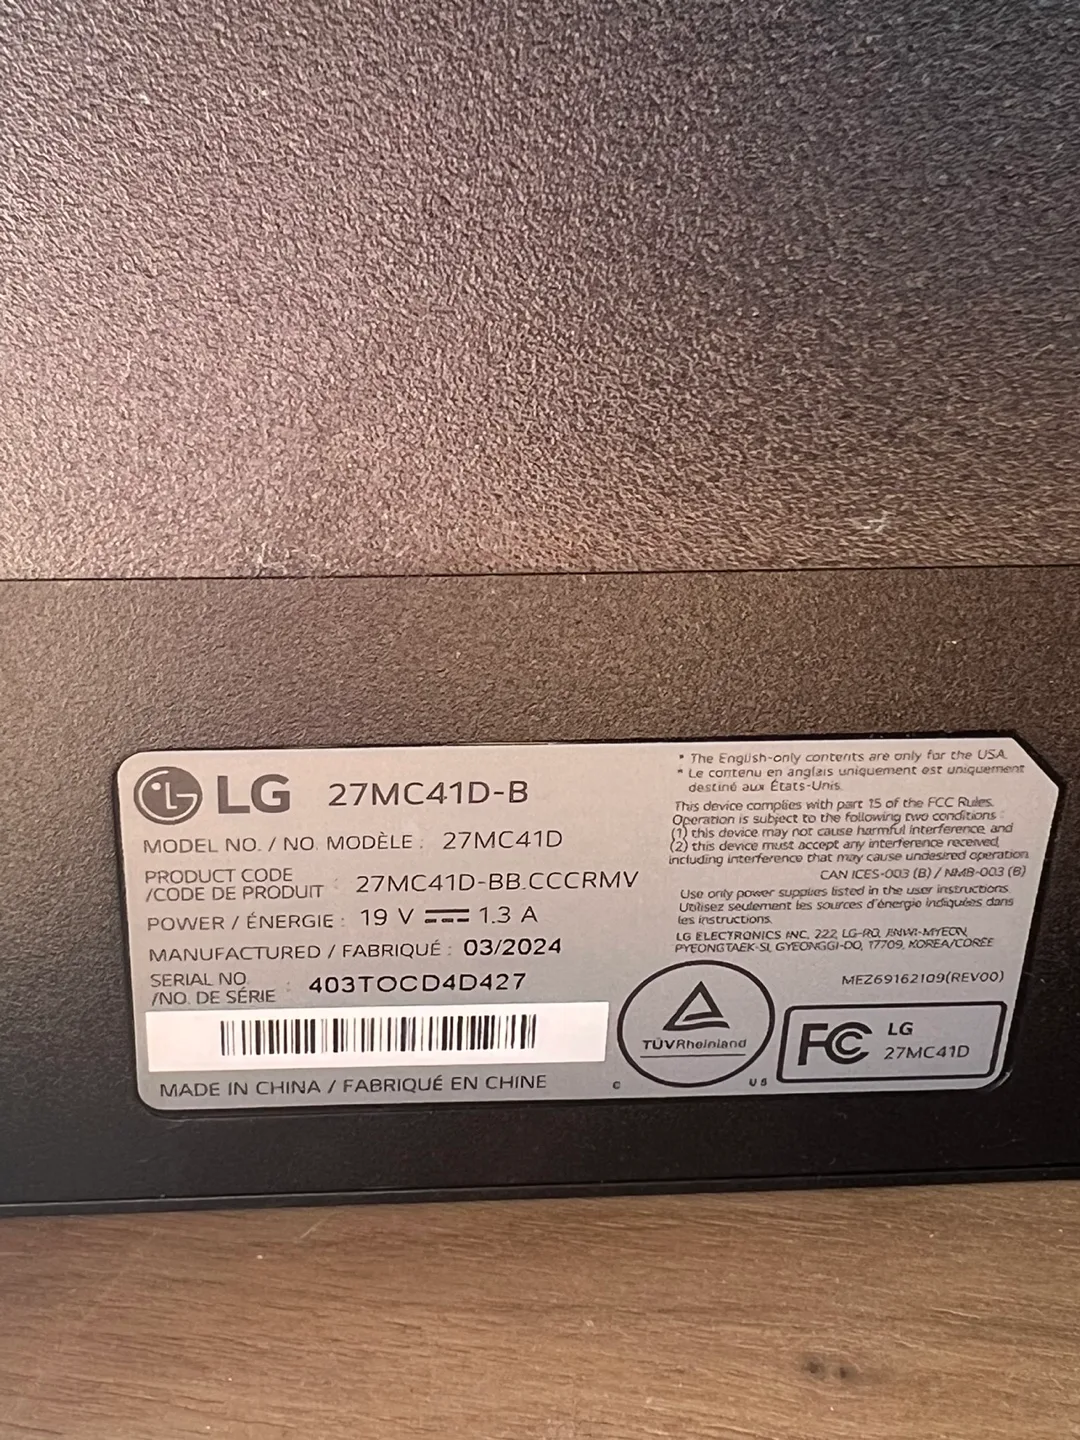 LG 27MC41D-B
MODEL NO. / NO. MODÈLE : 27MC41D
PRODUCT CODE
/CODE DE PRODUIT : 27MC41D-BB.CCCRMV
POWER / ÉNERGIE : 19 V 1.3 A
MANUFACTURED / FABRIQUÉ : 03/2024
SERIAL NO.
/NO. DE SÉRIE : 403TOCD4D427
MADE IN CHINA / FABRIQUÉ EN CHINE
* The English-only contents are only for the USA.
* Le contenu en anglais uniquement est uniquement
destiné aux États-Unis.
This device complies with part 15 of the FCC Rules.
Operation is subject to the following two conditions :
(1) this device may not cause harmful interference, and
(2) this device must accept any interference received,
including interference that may cause undesired operation.
CAN ICES-003 (B) / NMB-003 (B)
Use only power supplies listed in the user instructions.
Utilisez seulement les sources d'énergie indiquées dans
les instructions.
LG ELECTRONICS INC. 222, LG-RO, JINWI-MYEON,
PYEONGTAEK-SI, GYEONGGI-DO, 17709, KOREA/CORÉE
MEZ69162109(REV00)
TÜVRheinland
C US
FC LG
27MC41D